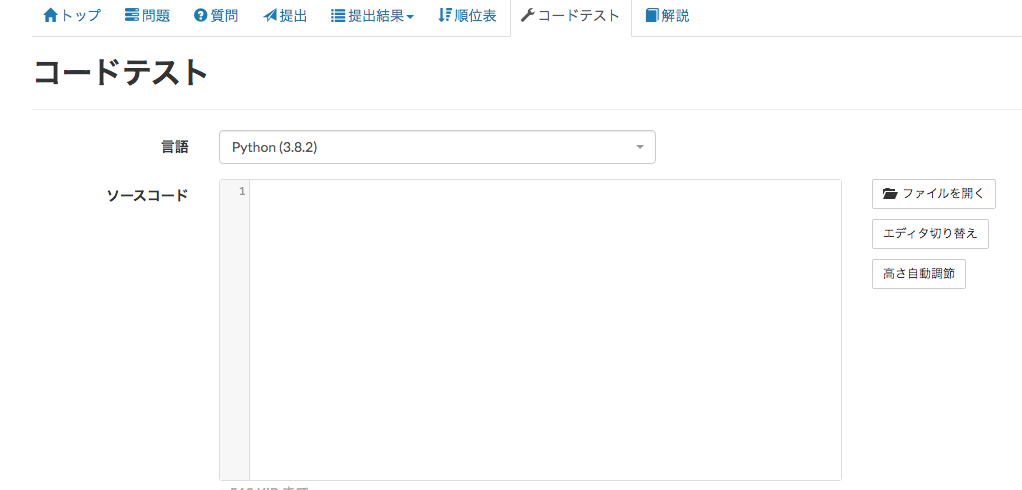 トップ 問題 質問 提出 提出結果 順位表 コードテスト 解説
コードテスト
言語 Python (3.8.2)
ソースコード 1
ファイルを開く
エディタ切り替え
高さ自動調節